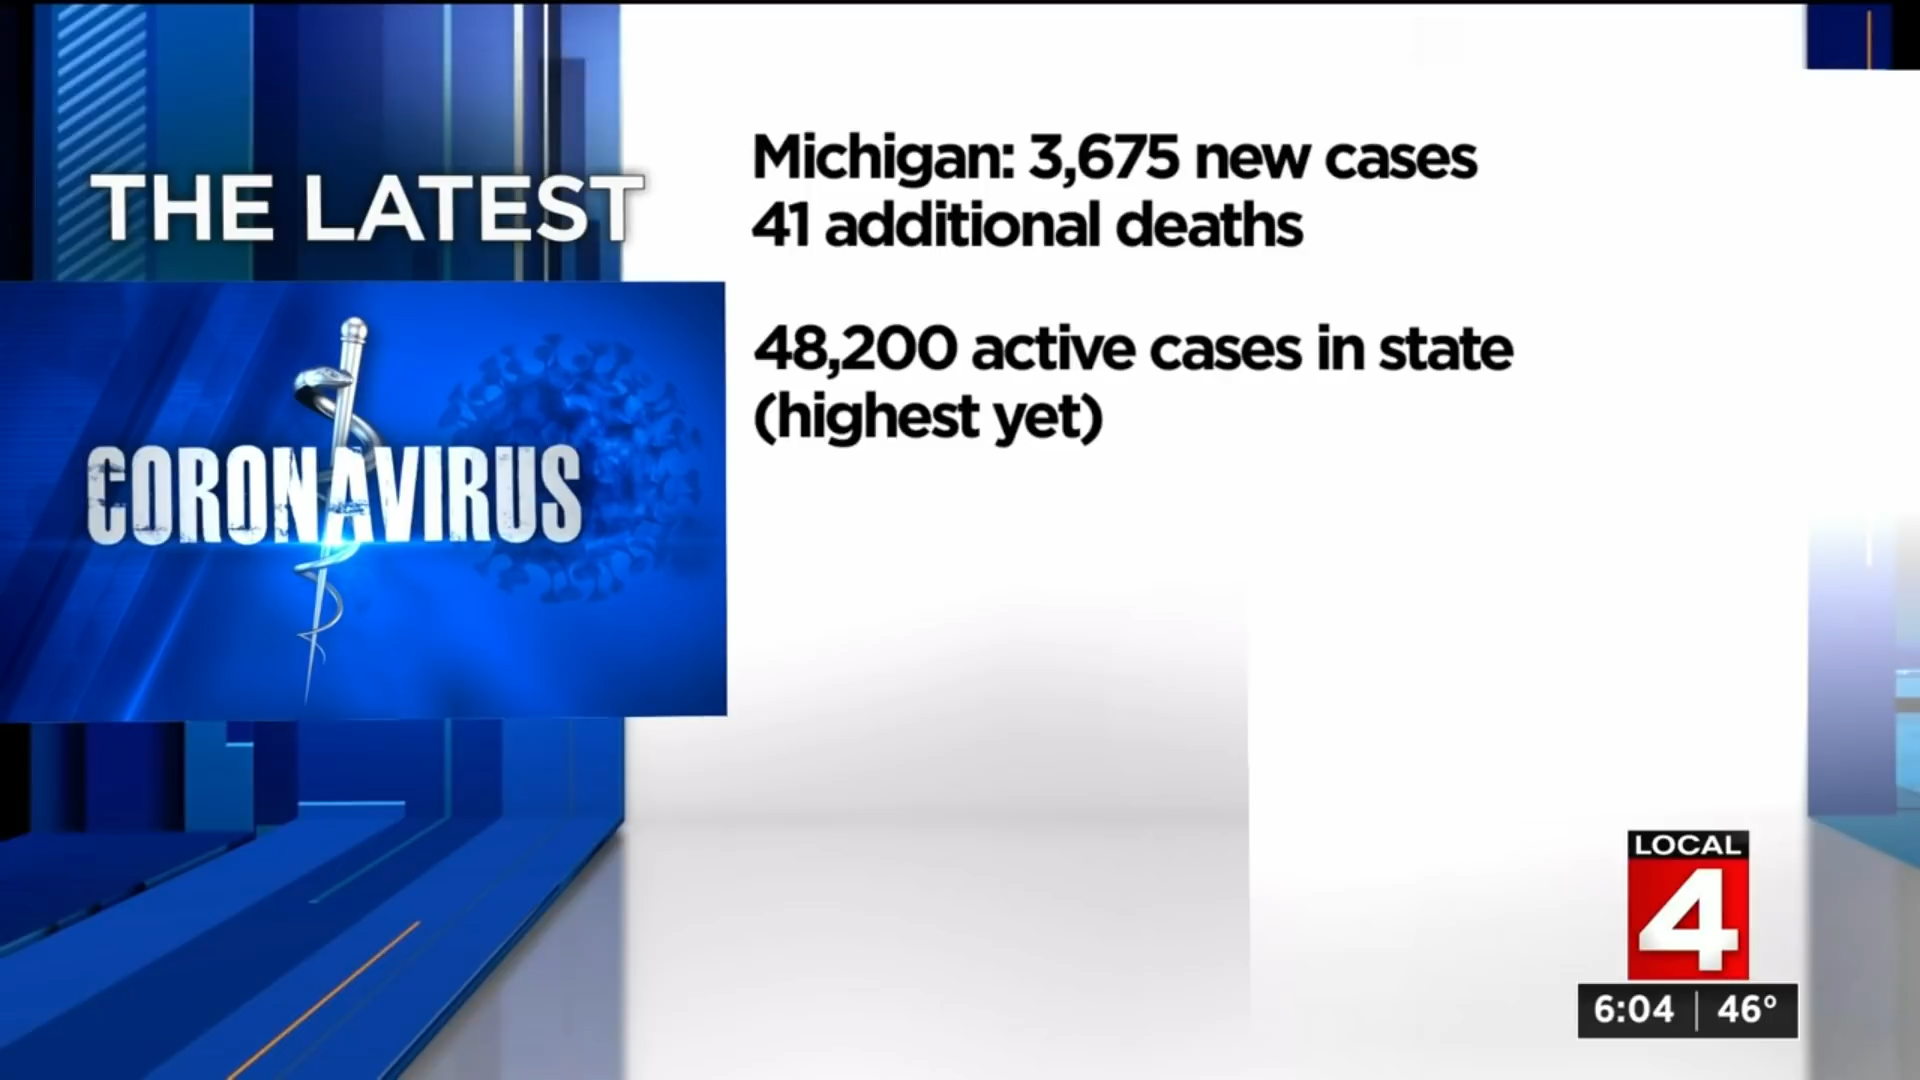 THE LATEST
CORONAVIRUS
Michigan: 3,675 new cases
41 additional deaths
48,200 active cases in state
(highest yet)
LOCAL
4
6:04 | 46°